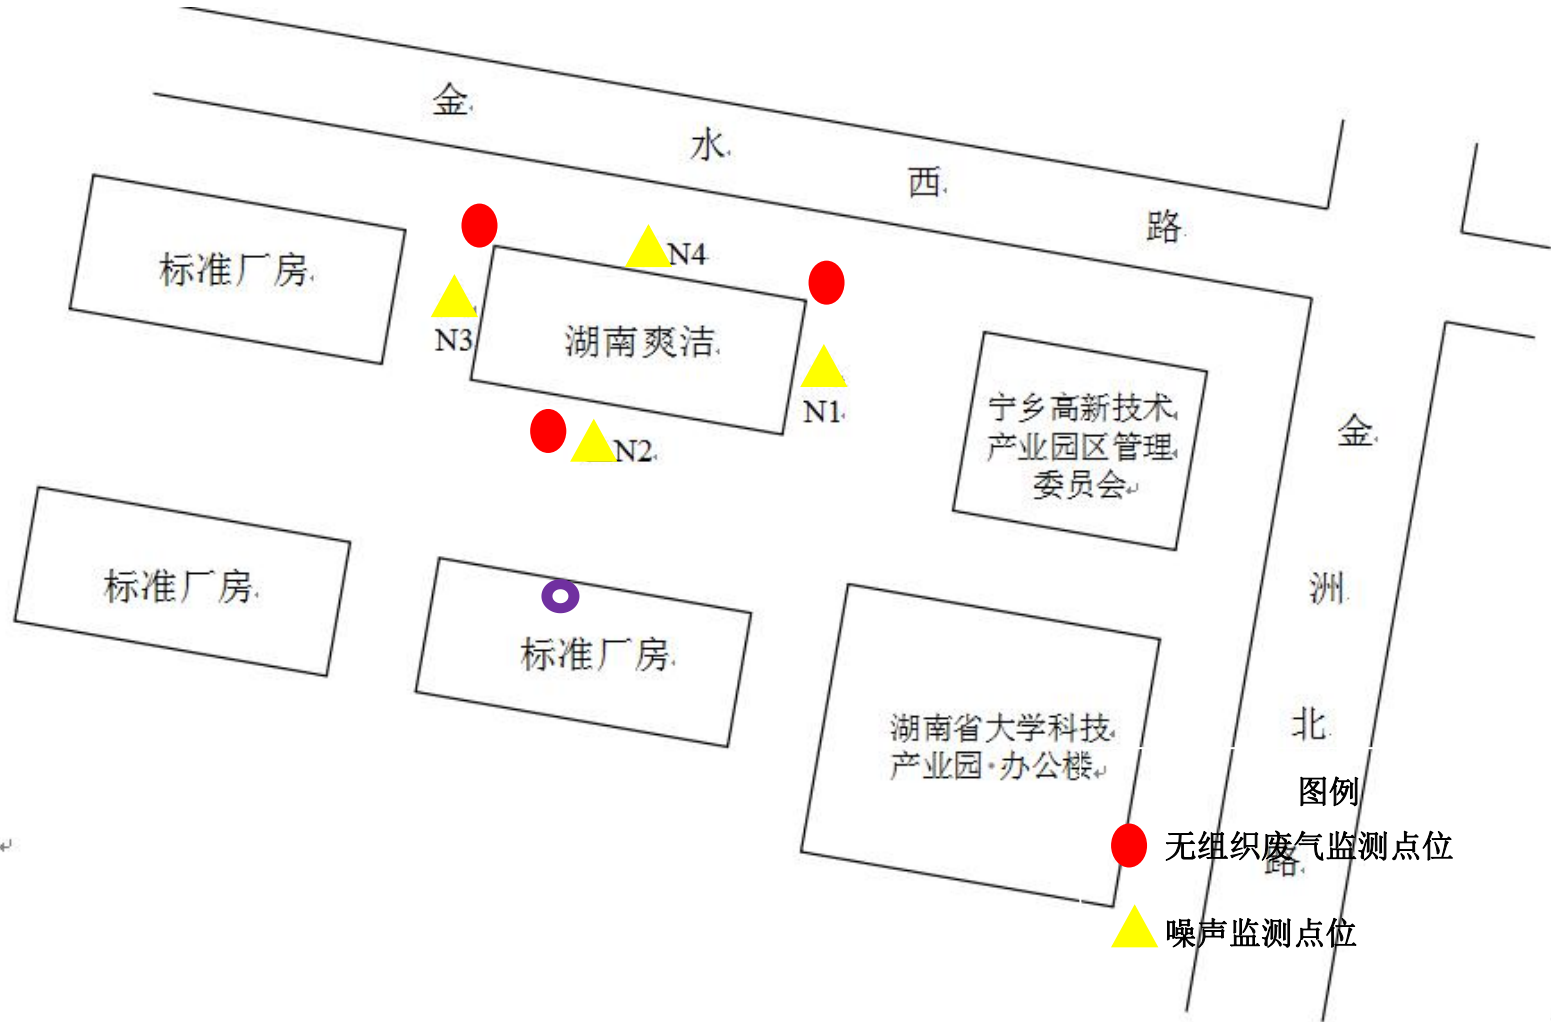 金
水
西
路
标准厂房
N4
湖南爽洁
N3
N1
N2
宁乡高新技术
产业园区管理
委员会
金
洲
北
路
标准厂房
标准厂房
湖南省大学科技
产业园·办公楼
图例
无组织废气监测点位
噪声监测点位